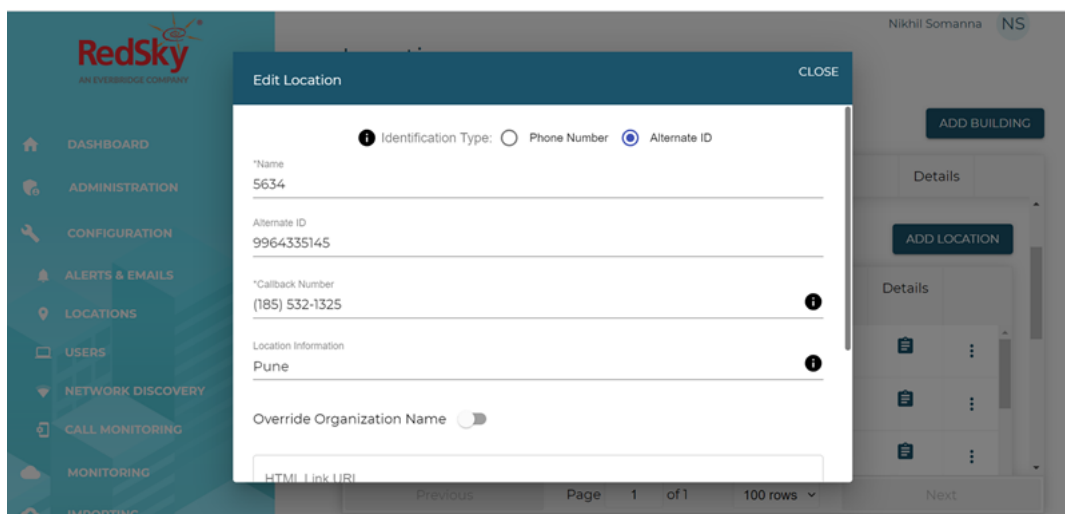 Nikhil Somanna NS
RedSky
AN EVERBRIDGE COMPANY
DASHBOARD
ADMINISTRATION
CONFIGURATION
ALERTS & EMAILS
LOCATIONS
USERS
NETWORK DISCOVERY
CALL MONITORING
MONITORING
IMPORTING
Edit Location
CLOSE
Identification Type: Phone Number Alternate ID
*Name
5634
Alternate ID
9964335145
*Callback Number
(185) 532-1325
Location Information
Pune
Override Organization Name
HTML Link URL
ADD BUILDING
Details
ADD LOCATION
Details
Previous Page 1 of 1 100 rows Next